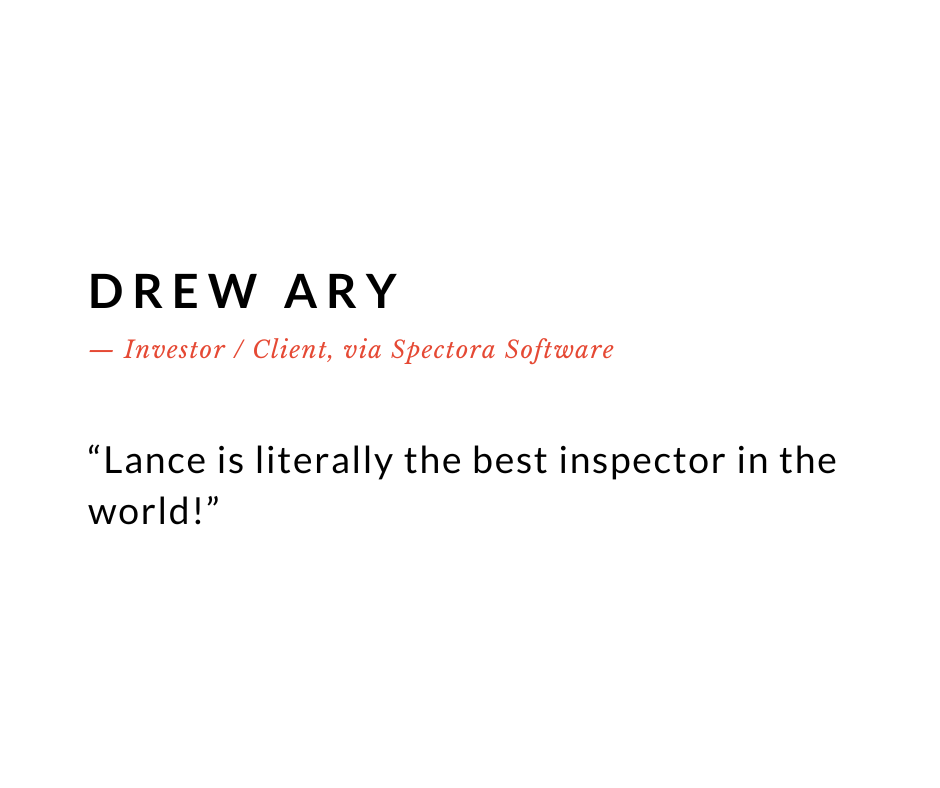 DREW ARY
— Investor / Client, via Spectora Software
“Lance is literally the best inspector in the
world!”